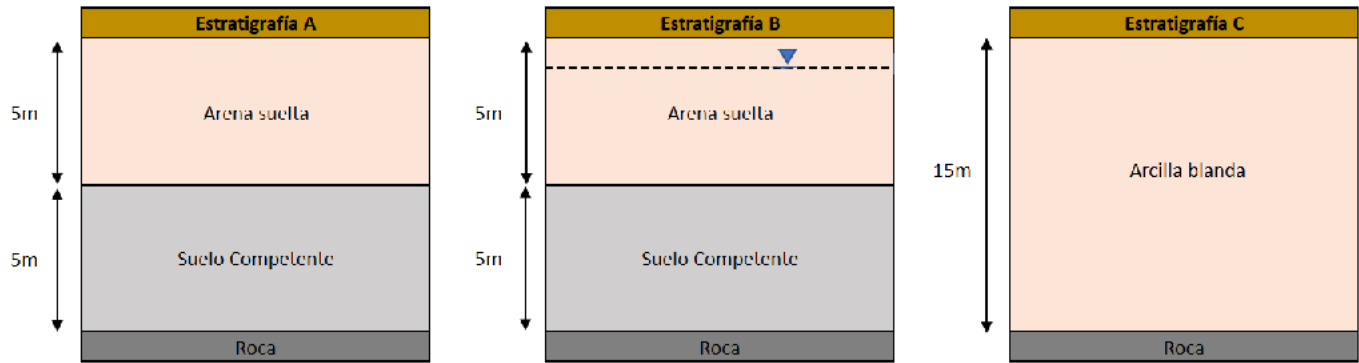 Estratigrafía A
5m
Arena suelta
5m
Suelo Competente
Roca
Estratigrafía B
5m
Arena suelta
5m
Suelo Competente
Roca
Estratigrafía C
15m
Arcilla blanda
Roca